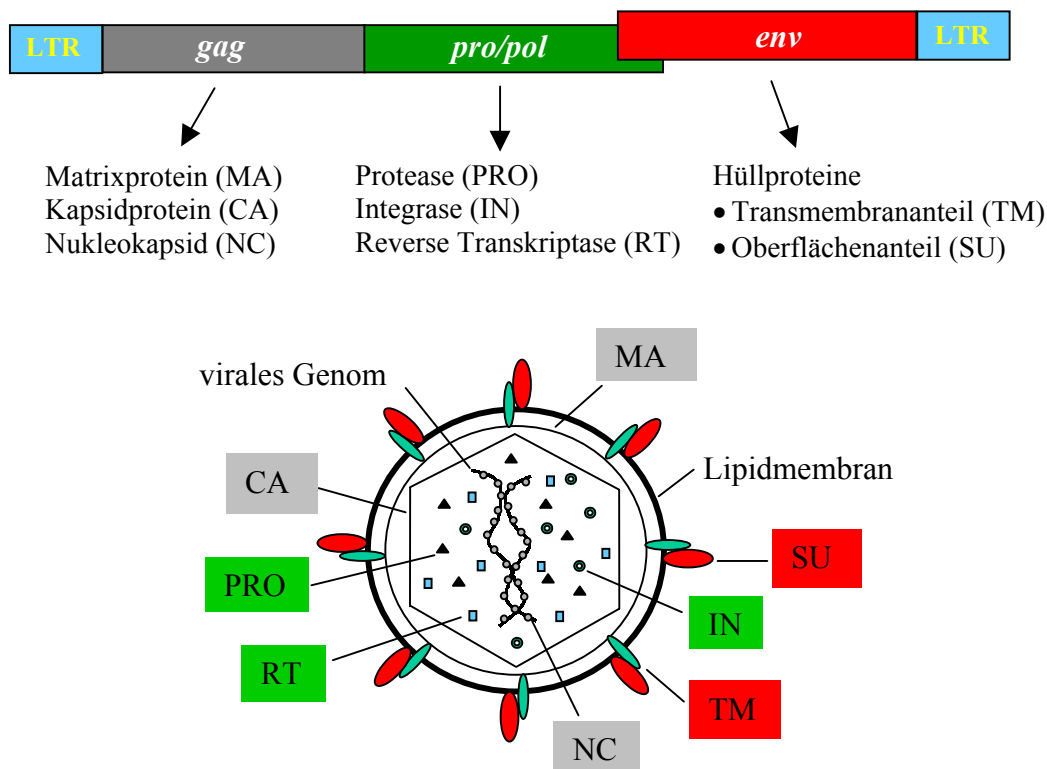 LTR gag pro/pol env LTR
Matrixprotein (MA)
Kapsidprotein (CA)
Nukleokapsid (NC)
Protease (PRO)
Integrase (IN)
Reverse Transkriptase (RT)
Hüllproteine
• Transmembrananteil (TM)
• Oberflächenanteil (SU)
MA
virales Genom
Lipidmembran
CA
SU
PRO
IN
RT
TM
NC